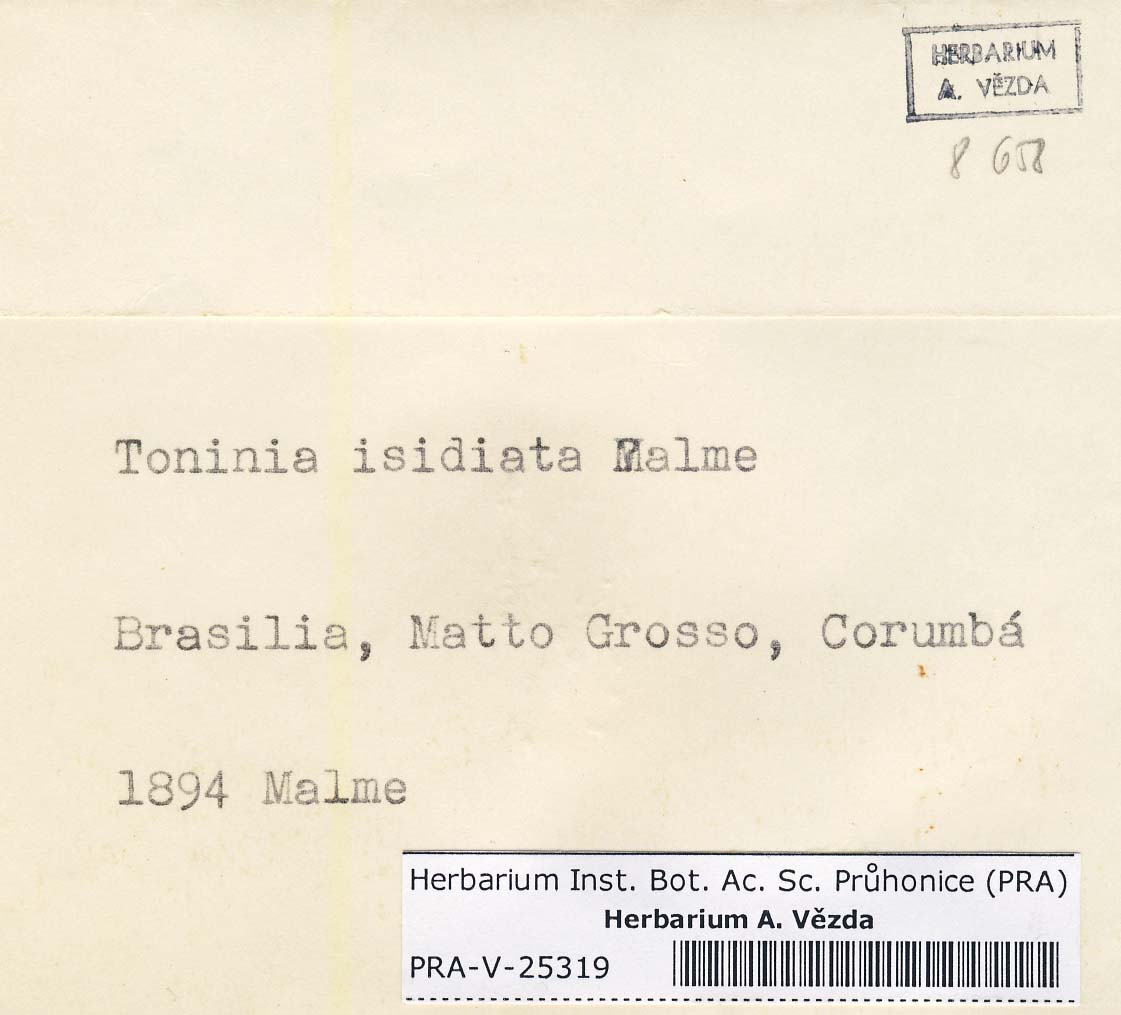 HERBARIUM
A. VĚZDA
8 658
Toninia isidiata Malme
Brasilia, Matto Grosso, Corumbá
1894 Malme
Herbarium Inst. Bot. Ac. Sc. Průhonice (PRA)
Herbarium A. Vězda
PRA-V-25319